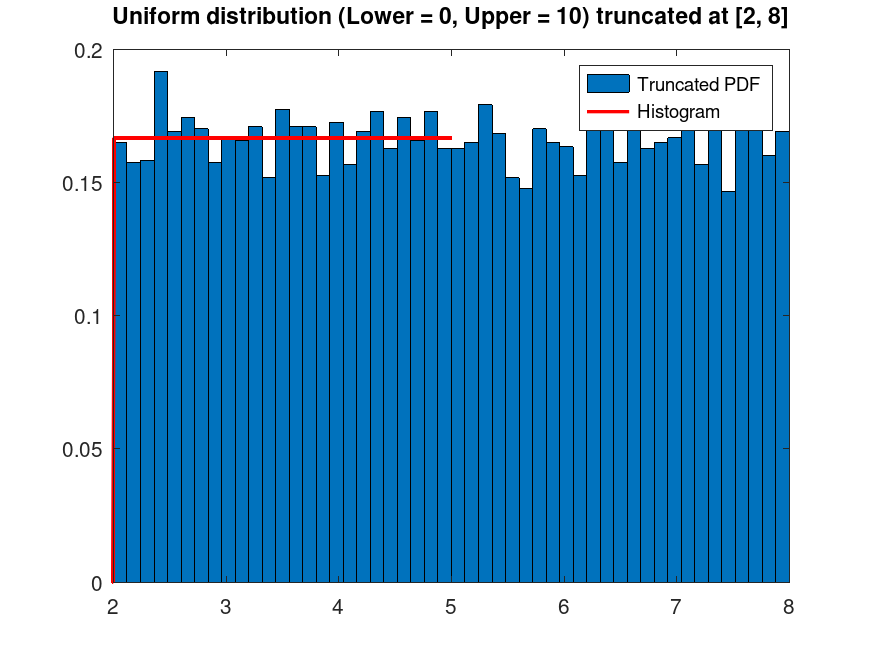 Uniform distribution (Lower = 0, Upper = 10) truncated at [2, 8]
0.2
Truncated PDF
Histogram
0.15
0.1
0.05
0
2 3 4 5 6 7 8